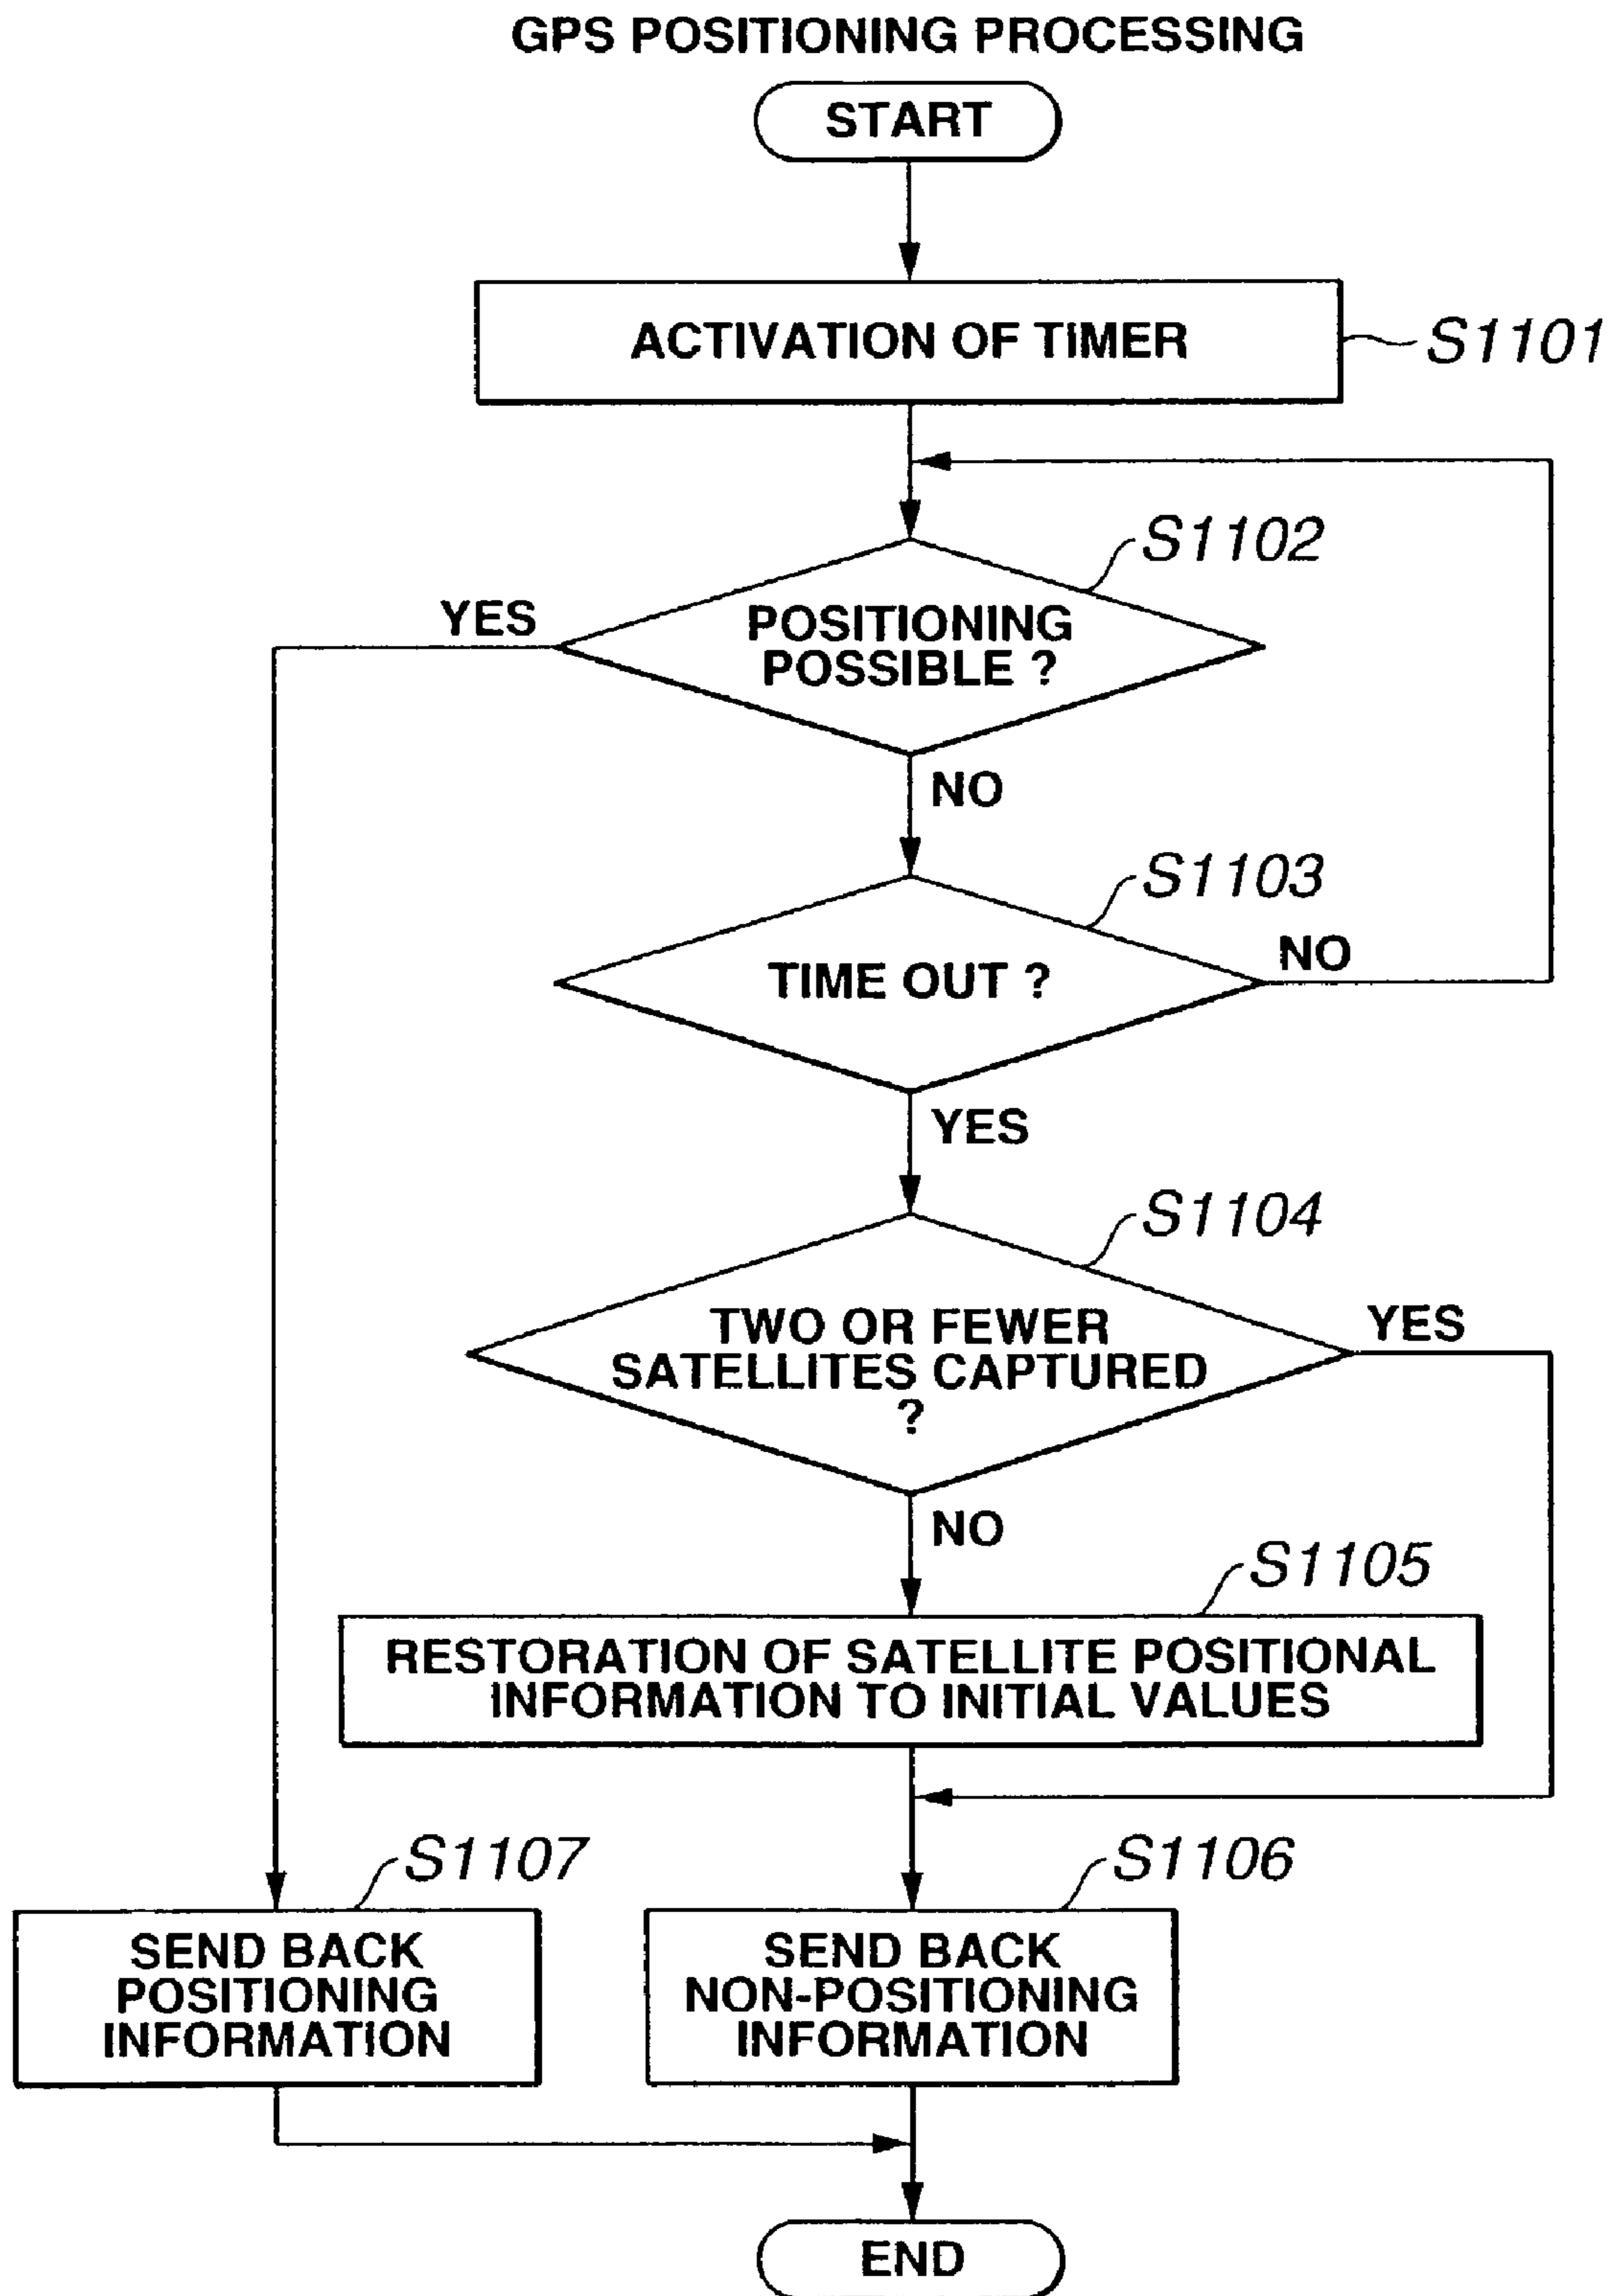 GPS POSITIONING PROCESSING
START
ACTIVATION OF TIMER
S1101
S1102
YES
POSITIONING
POSSIBLE ?
NO
S1103
TIME OUT ?
NO
YES
S1104
TWO OR FEWER
SATELLITES CAPTURED
?
YES
NO
S1105
RESTORATION OF SATELLITE POSITIONAL
INFORMATION TO INITIAL VALUES
S1107
SEND BACK
POSITIONING
INFORMATION
S1106
SEND BACK
NON-POSITIONING
INFORMATION
END